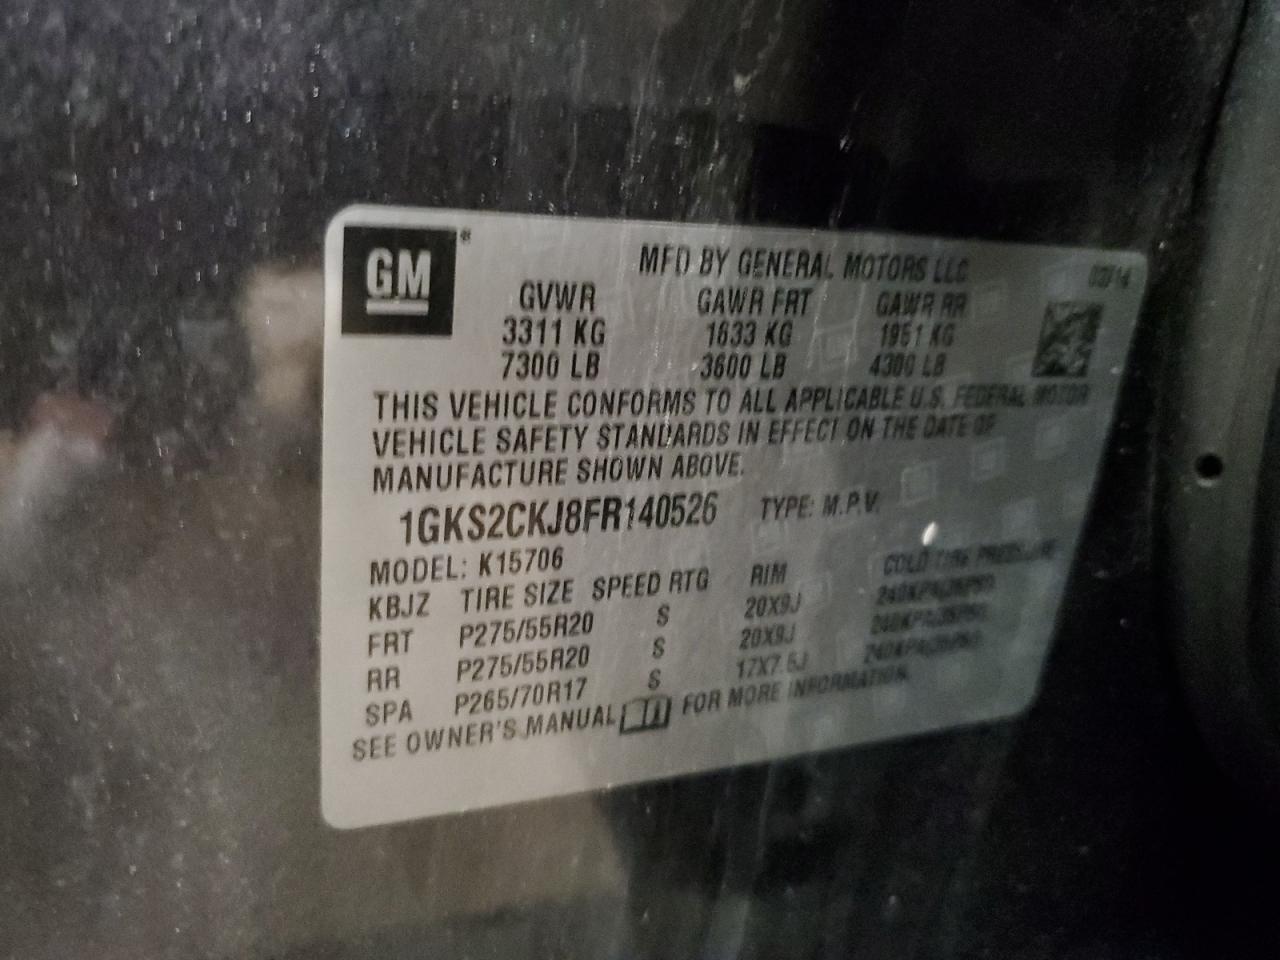 GM ®
MFD BY GENERAL MOTORS LLC
GVWR GAWR FRT GAWR RR
3311 KG 1633 KG 1951 KG
7300 LB 3600 LB 4300 LB
THIS VEHICLE CONFORMS TO ALL APPLICABLE U.S. FEDERAL MOTOR
VEHICLE SAFETY STANDARDS IN EFFECT ON THE DATE OF
MANUFACTURE SHOWN ABOVE.
1GKS2CKJ8FR140526 TYPE: M.P.V.
MODEL: K15706
KBJZ TIRE SIZE SPEED RTG RIM COLD TIRE PRESSURE
FRT P275/55R20 S 20X9J
RR P275/55R20 S 20X9J
SPA P265/70R17 S 17X7.5J
SEE OWNER'S MANUAL FOR MORE INFORMATION.